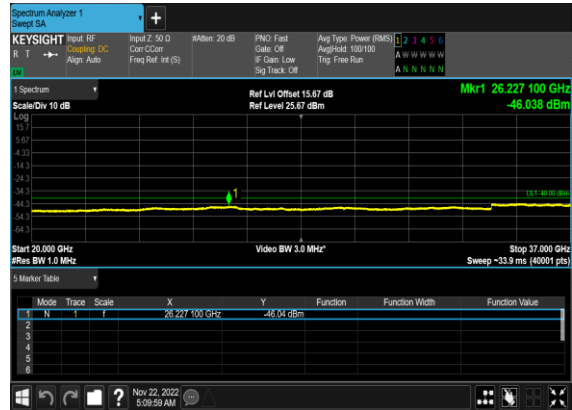 Spectrum Analyzer 1
Swept SA
+
KEYSIGHT Input: RF Input Z: 50 Ω #Atten: 20 dB PNO: Fast Avg Type: Power (RMS) 1 2 3 4 5 6
R T Coupling: DC Corr CCorr Gate: Off Avg|Hold: 100/100 A W W W W W
Align: Auto Freq Ref: Int (S) IF Gain: Low Trig: Free Run
Sig Track: Off A N N N N N
1 Spectrum Ref Lvl Offset 15.67 dB Mkr1 26.227 100 GHz
Scale/Div 10 dB Ref Level 25.67 dBm -46.038 dBm
Log
15.7
5.67
-4.33
-14.3
-24.3
-34.3
1
DL1 -40.00 dBm
-44.3
-54.3
-64.3
Start 20.000 GHz Video BW 3.0 MHz* Stop 37.000 GHz
#Res BW 1.0 MHz Sweep ~33.9 ms (40001 pts)
5 Marker Table
Mode Trace Scale X Y Function Function Width Function Value
1 N 1 f 26.227 100 GHz -46.04 dBm
2
3
4
5
6
? Nov 22, 2022
5:09:59 AM